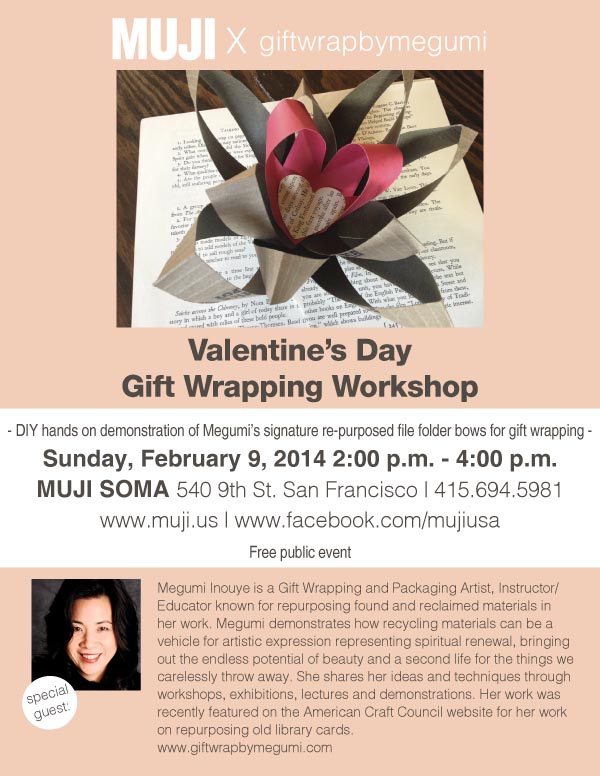 MUJI X giftwrapbymegumi
Valentine's Day
Gift Wrapping Workshop
- DIY hands on demonstration of Megumi's signature re-purposed file folder bows for gift wrapping -
Sunday, February 9, 2014 2:00 p.m. - 4:00 p.m.
MUJI SOMA 540 9th St. San Francisco | 415.694.5981
www.muji.us | www.facebook.com/mujiusa
Free public event
special
guest:
Megumi Inouye is a Gift Wrapping and Packaging Artist, Instructor/
Educator known for repurposing found and reclaimed materials in
her work. Megumi demonstrates how recycling materials can be a
vehicle for artistic expression representing spiritual renewal, bringing
out the endless potential of beauty and a second life for the things we
carelessly throw away. She shares her ideas and techniques through
workshops, exhibitions, lectures and demonstrations. Her work was
recently featured on the American Craft Council website for her work
on repurposing old library cards.
www.giftwrapbymegumi.com